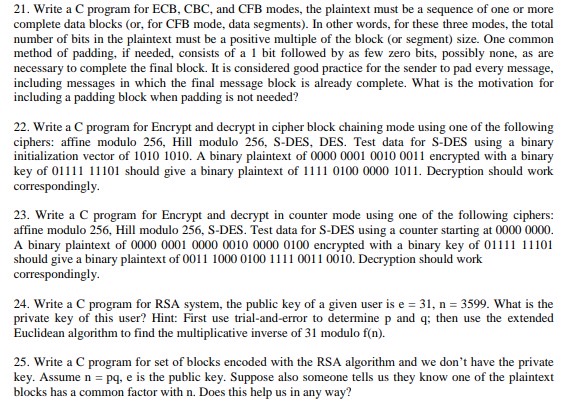 21. Write a C program for ECB, CBC, and CFB modes, the plaintext must be a sequence of one or more
complete data blocks (or, for CFB mode, data segments). In other words, for these three modes, the total
number of bits in the plaintext must be a positive multiple of the block (or segment) size. One common
method of padding, if needed, consists of a 1 bit followed by as few zero bits, possibly none, as are
necessary to complete the final block. It is considered good practice for the sender to pad every message,
including messages in which the final message block is already complete. What is the motivation for
including a padding block when padding is not needed?
22. Write a C program for Encrypt and decrypt in cipher block chaining mode using one of the following
ciphers: affine modulo 256, Hill modulo 256, S-DES, DES. Test data for S-DES using a binary
initialization vector of 1010 1010. A binary plaintext of 0000 0001 0010 0011 encrypted with a binary
key of 01111 11101 should give a binary plaintext of 1111 0100 0000 1011. Decryption should work
correspondingly.
23. Write a C program for Encrypt and decrypt in counter mode using one of the following ciphers:
affine modulo 256, Hill modulo 256, S-DES. Test data for S-DES using a counter starting at 0000 0000.
A binary plaintext of 0000 0001 0000 0010 0000 0100 encrypted with a binary key of 01111 11101
should give a binary plaintext of 0011 1000 0100 1111 0011 0010. Decryption should work
correspondingly.
24. Write a C program for RSA system, the public key of a given user is e = 31, n = 3599. What is the
private key of this user? Hint: First use trial-and-error to determine p and q; then use the extended
Euclidean algorithm to find the multiplicative inverse of 31 modulo f(n).
25. Write a C program for set of blocks encoded with the RSA algorithm and we don't have the private
key. Assume n = pq, e is the public key. Suppose also someone tells us they know one of the plaintext
blocks has a common factor with n. Does this help us in any way?